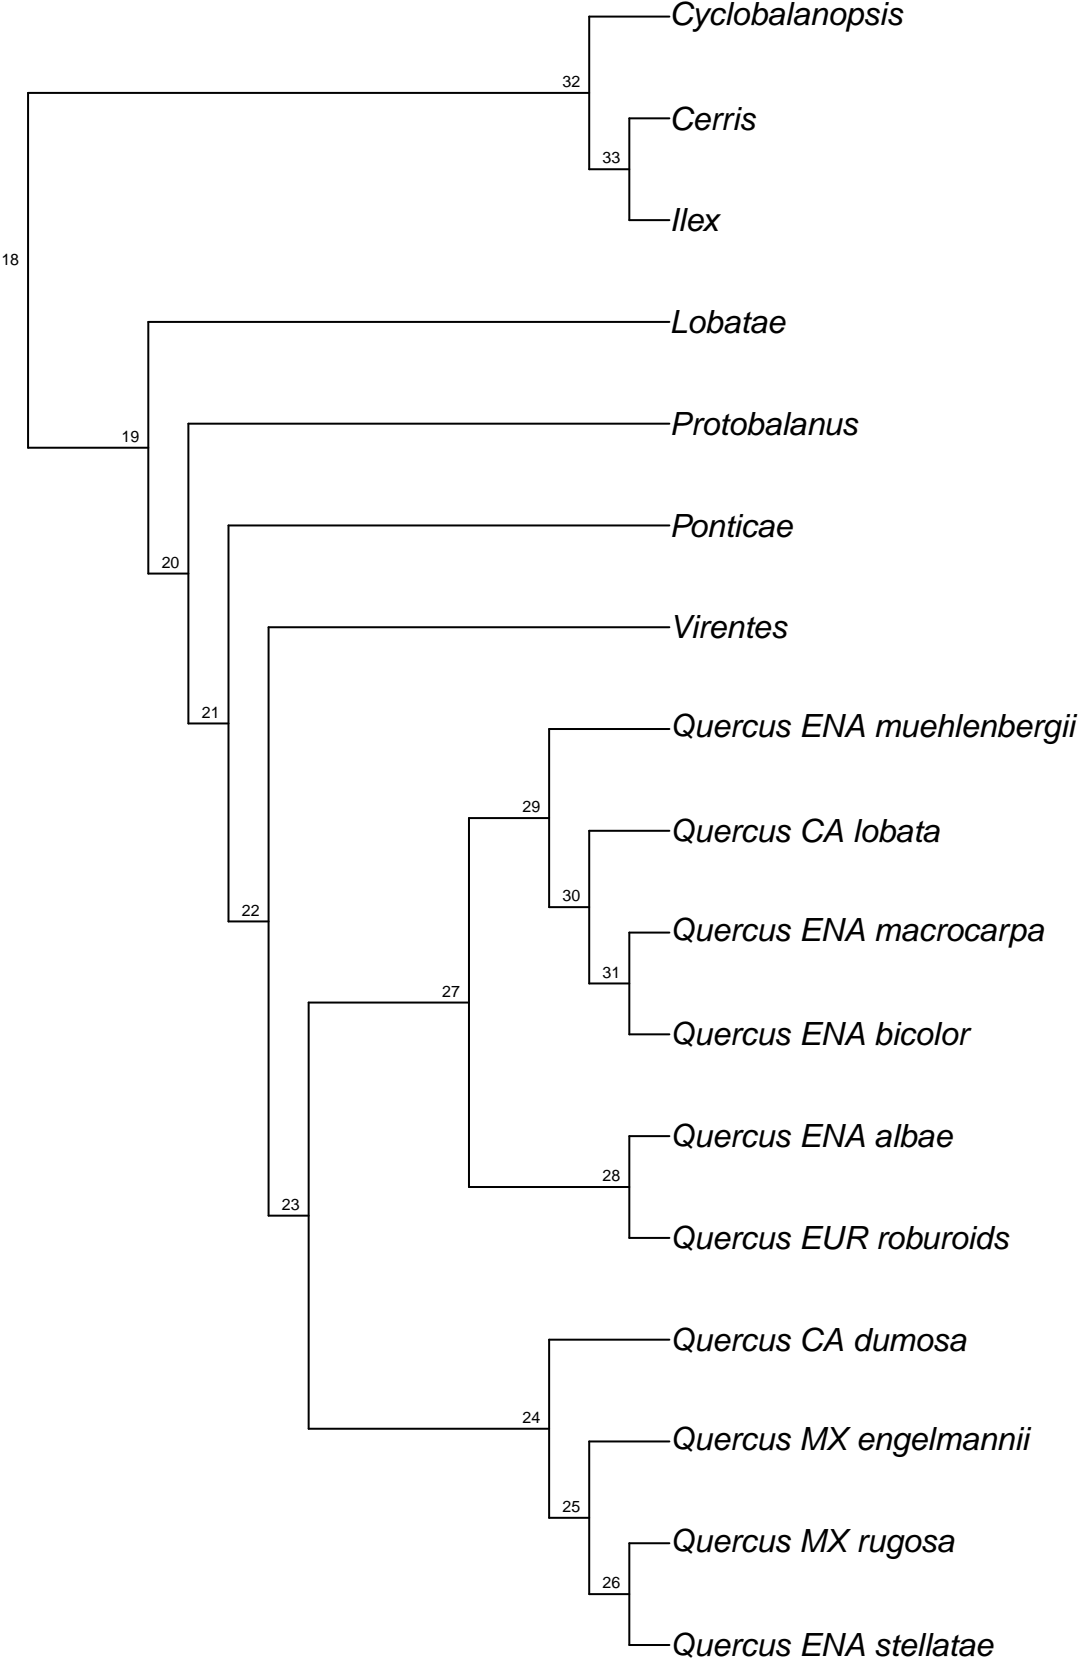 Cyclobalanopsis
32
Cerris
33
Ilex
18
Lobatae
Protobalanus
19
Ponticae
20
Virentes
21
Quercus ENA muehlenbergii
29
Quercus CA lobata
30
22
Quercus ENA macrocarpa
31
27
Quercus ENA bicolor
Quercus ENA albae
28
23
Quercus EUR roburoids
Quercus CA dumosa
24
Quercus MX engelmannii
25
Quercus MX rugosa
26
Quercus ENA stellatae